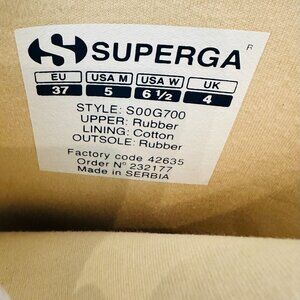 SUPERGA R
EU USA M USA W UK
37 5 6 1/2 4
STYLE: S00G700
UPPER: Rubber
LINING: Cotton
OUTSOLE: Rubber
Factory code 42635
Order Nº 232177
Made in SERBIA